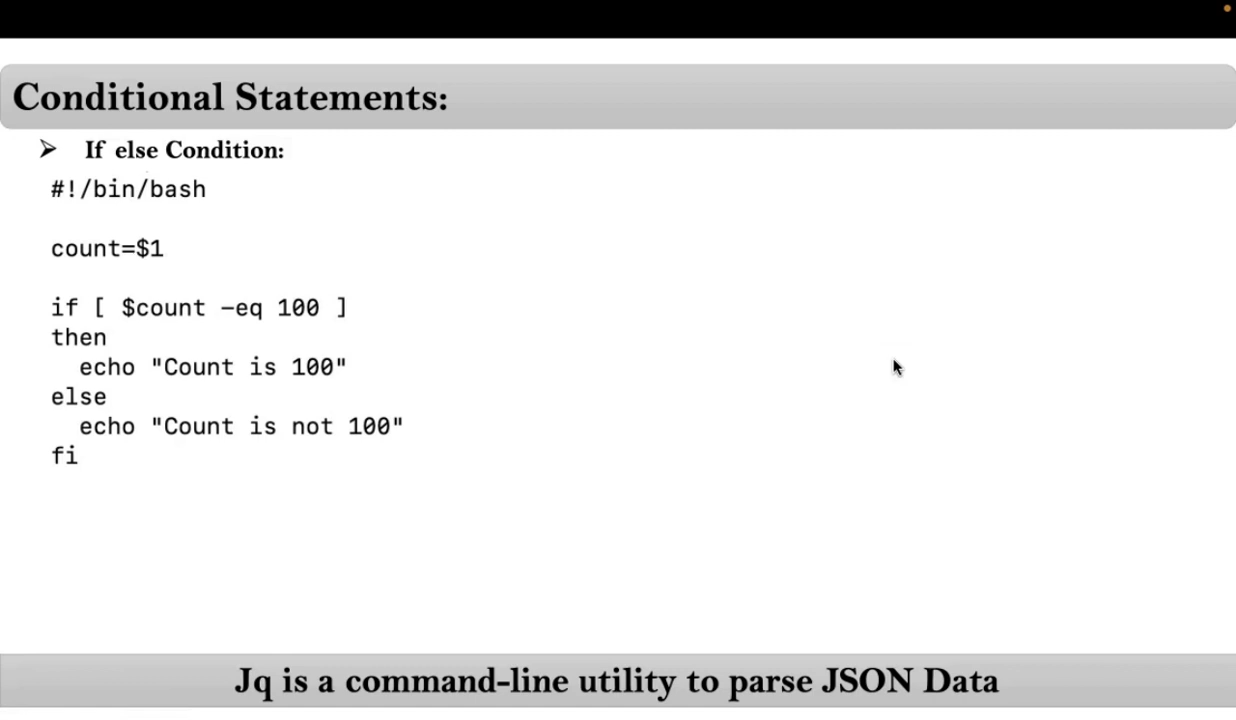 Conditional Statements:
➢ If else Condition:
#!/bin/bash
count=$1
if [ $count –eq 100 ]
then
  echo "Count is 100"
else
  echo "Count is not 100"
fi
Jq is a command-line utility to parse JSON Data